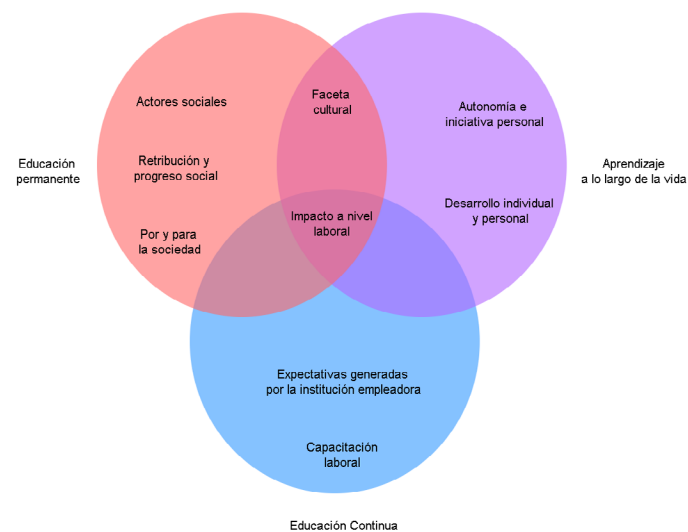 Faceta
cultural
Actores sociales
Autonomía e
iniciativa personal
Educación
permanente
Retribución y
progreso social
Aprendizaje
a lo largo de la vida
Desarrollo individual
y personal
Impacto a nivel
laboral
Por y para
la sociedad
Expectativas generadas
por la institución empleadora
Capacitación
laboral
Educación Continua